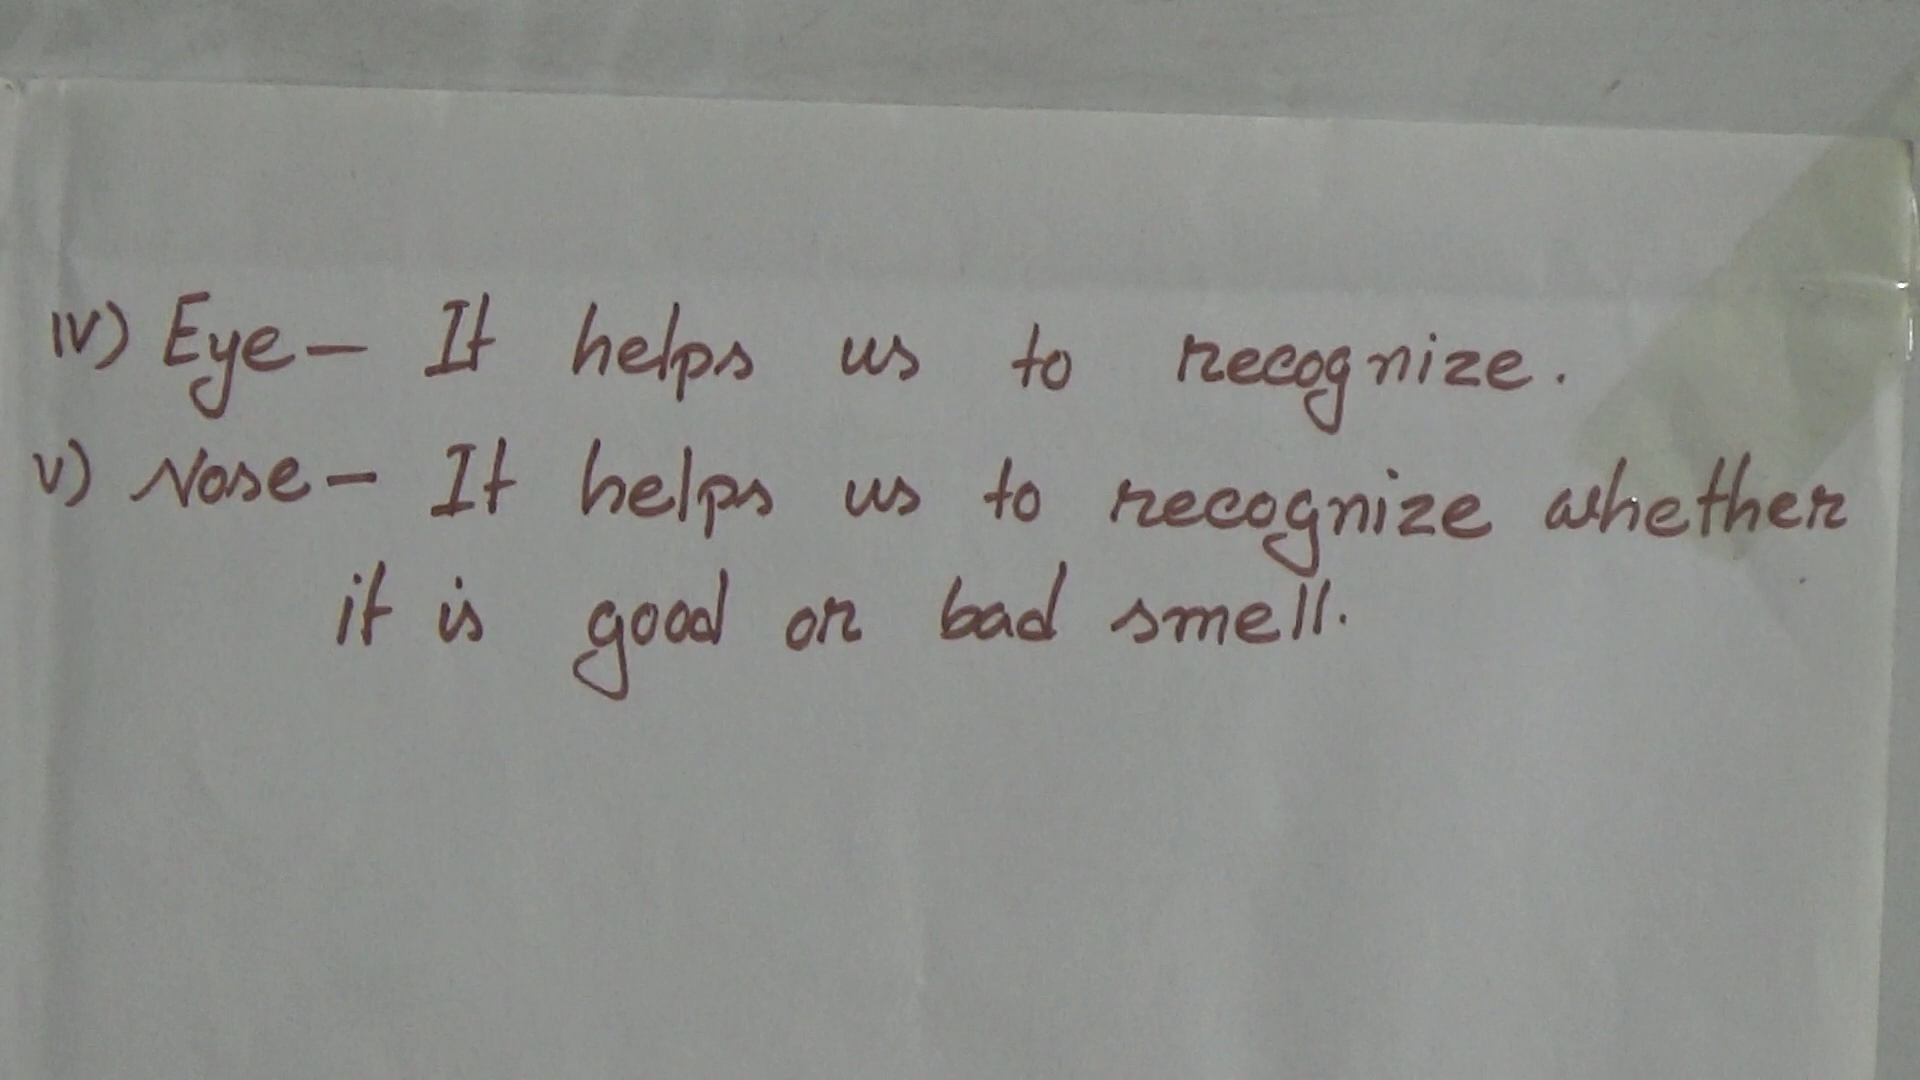 iv) Eye - It helps us to recognize.
v) Nose - It helps us to recognize whether
it is good or bad smell.